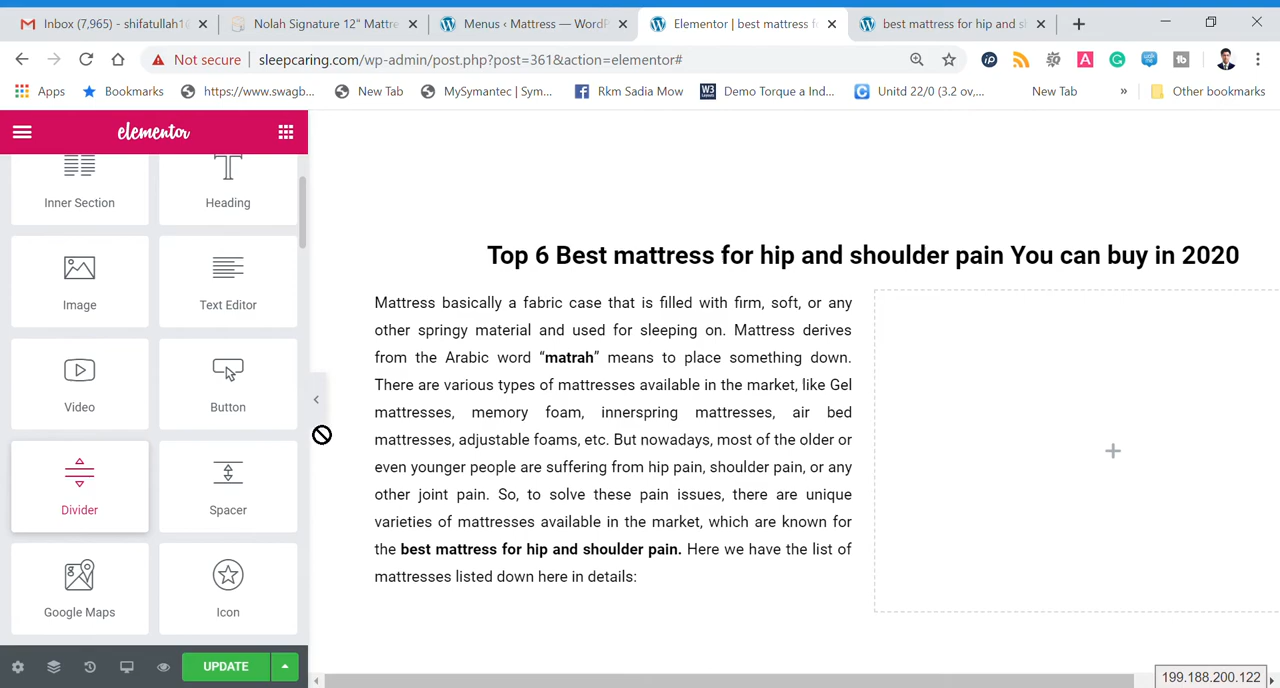 Inbox (7,965) - shifatullah1
Nolah Signature 12" Mattre
Menus ‹ Mattress — WordP
Elementor | best mattress f
best mattress for hip and s
Not secure
sleepcaring.com/wp-admin/post.php?post=361&action=elementor#
Apps
Bookmarks
https://www.swagb...
New Tab
MySymantec | Sym...
Rkm Sadia Mow
Demo Torque a Ind...
Unitd 22/0 (3.2 ov,...
New Tab
»
Other bookmarks
elementor
Inner Section
Heading
Image
Text Editor
Video
Button
Divider
Spacer
Google Maps
Icon
UPDATE
Top 6 Best mattress for hip and shoulder pain You can buy in 2020
Mattress basically a fabric case that is filled with firm, soft, or any
other springy material and used for sleeping on. Mattress derives
from the Arabic word “matrah” means to place something down.
There are various types of mattresses available in the market, like Gel
mattresses, memory foam, innerspring mattresses, air bed
mattresses, adjustable foams, etc. But nowadays, most of the older or
even younger people are suffering from hip pain, shoulder pain, or any
other joint pain. So, to solve these pain issues, there are unique
varieties of mattresses available in the market, which are known for
the best mattress for hip and shoulder pain. Here we have the list of
mattresses listed down here in details:
199.188.200.122